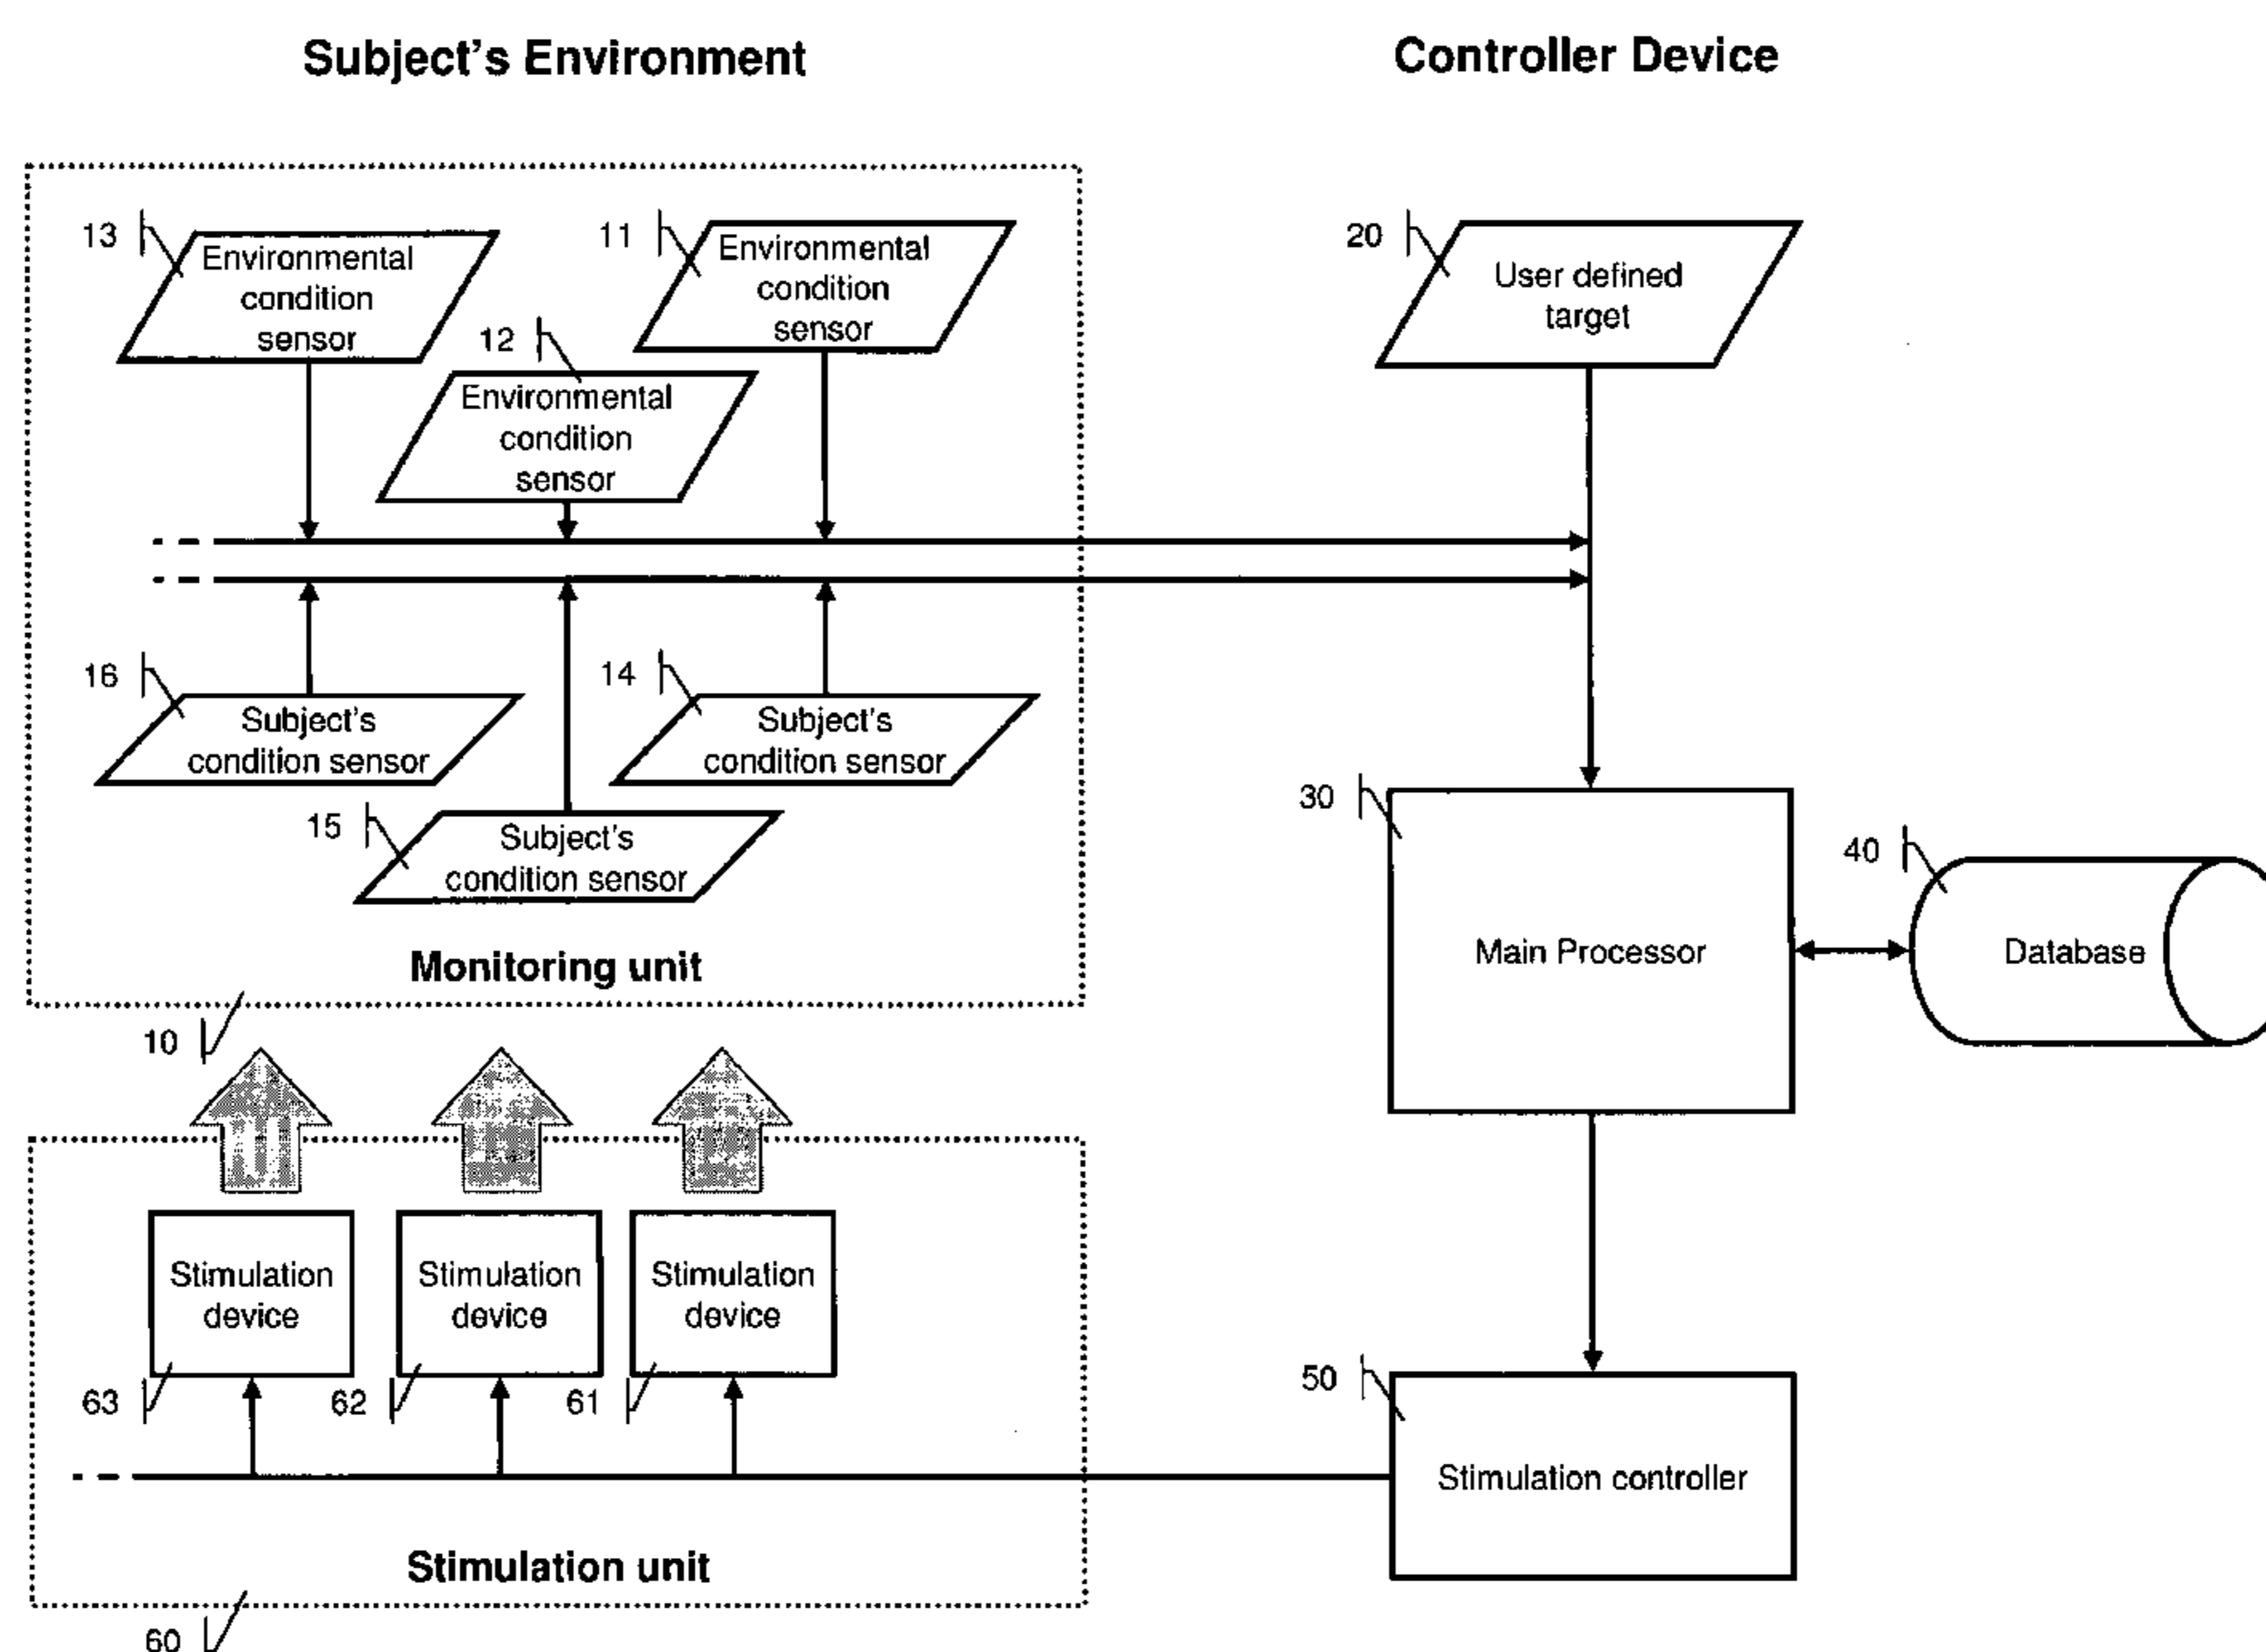 Subject's Environment
Controller Device
13
Environmental
condition
sensor
11
Environmental
condition
sensor
12
Environmental
condition
sensor
20
User defined
target
16
Subject's
condition sensor
14
Subject's
condition sensor
15
Subject's
condition sensor
Monitoring unit
10
30
Main Processor
40
Database
Stimulation
device
63
Stimulation
device
62
Stimulation
device
61
50
Stimulation controller
Stimulation unit
60